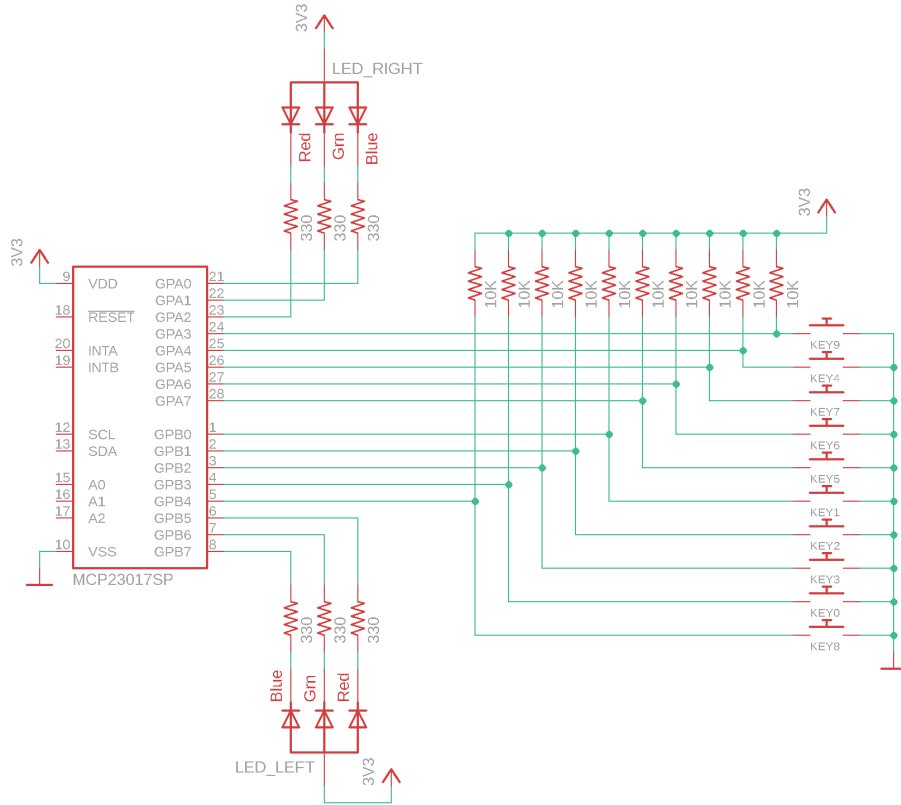 3V3
LED_RIGHT
Red
Grn
Blue
330
330
330
3V3
3V3
10K
10K
10K
10K
10K
10K
10K
10K
10K
10K
9 VDD GPA0 21
GPA1 22
18 RESET GPA2 23
GPA3 24
20 INTA GPA4 25
19 INTB GPA5 26
GPA6 27
GPA7 28
12 SCL GPB0 1
13 SDA GPB1 2
GPB2 3
15 A0 GPB3 4
16 A1 GPB4 5
17 A2 GPB5 6
GPB6 7
10 VSS GPB7 8
MCP23017SP
KEY9
KEY4
KEY7
KEY6
KEY5
KEY1
KEY2
KEY3
KEY0
KEY8
330
330
330
Blue
Grn
Red
LED_LEFT
3V3